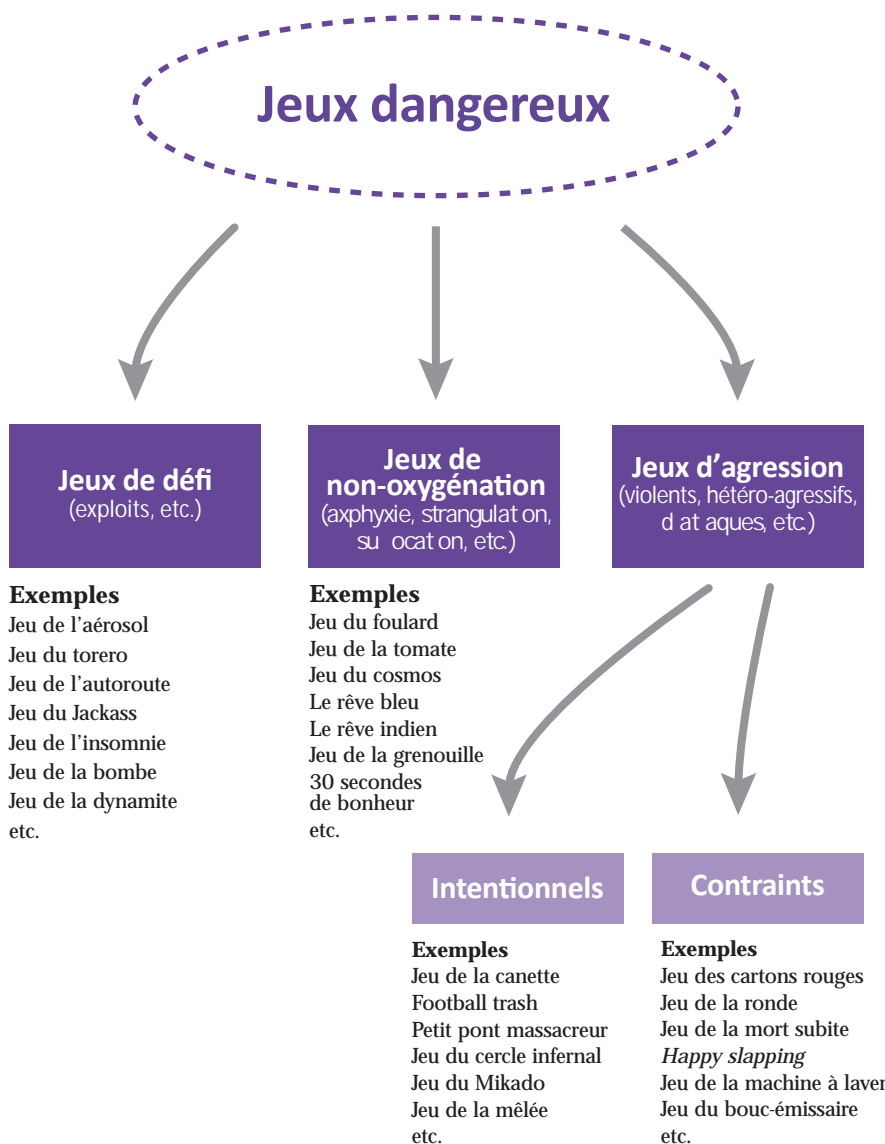 Jeux dangereux
Jeux de défi
(exploits, etc.)
Exemples
Jeu de l’aérosol
Jeu du torero
Jeu de l’autoroute
Jeu du Jackass
Jeu de l’insomnie
Jeu de la bombe
Jeu de la dynamite
etc.
Jeux de
non-oxygénation
(axphyxie, strangulat on,
su ocat on, etc.)
Exemples
Jeu du foulard
Jeu de la tomate
Jeu du cosmos
Le rêve bleu
Le rêve indien
Jeu de la grenouille
30 secondes
de bonheur
etc.
Jeux d’agression
(violents, hétéro-agressifs,
d at aques, etc.)
Intentionnels
Exemples
Jeu de la canette
Football trash
Petit pont massacreur
Jeu du cercle infernal
Jeu du Mikado
Jeu de la mêlée
etc.
Contraints
Exemples
Jeu des cartons rouges
Jeu de la ronde
Jeu de la mort subite
Happy slapping
Jeu de la machine à laver
Jeu du bouc-émissaire
etc.